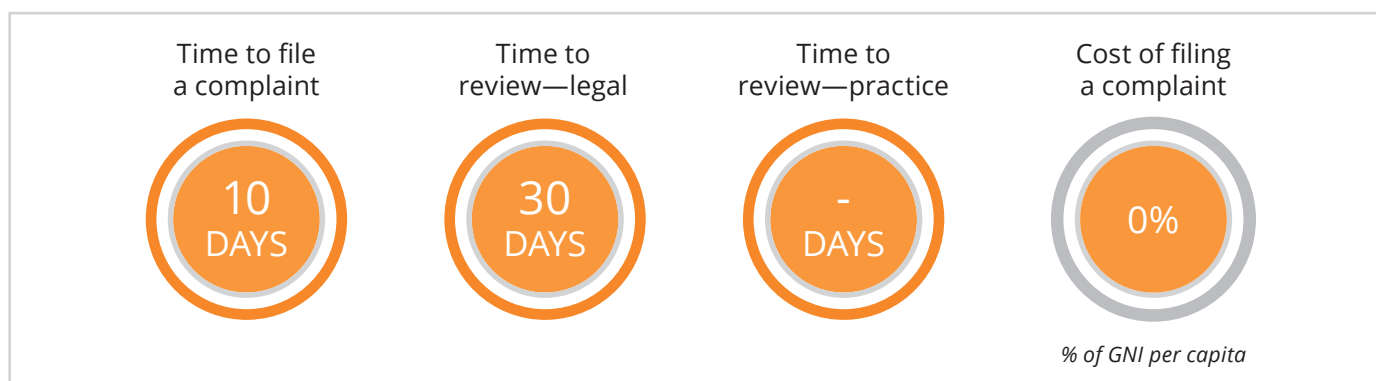 Time to file
a complaint
10
DAYS
Time to
review—legal
30
DAYS
Time to
review—practice
-
DAYS
Cost of filing
a complaint
0%
% of GNI per capita